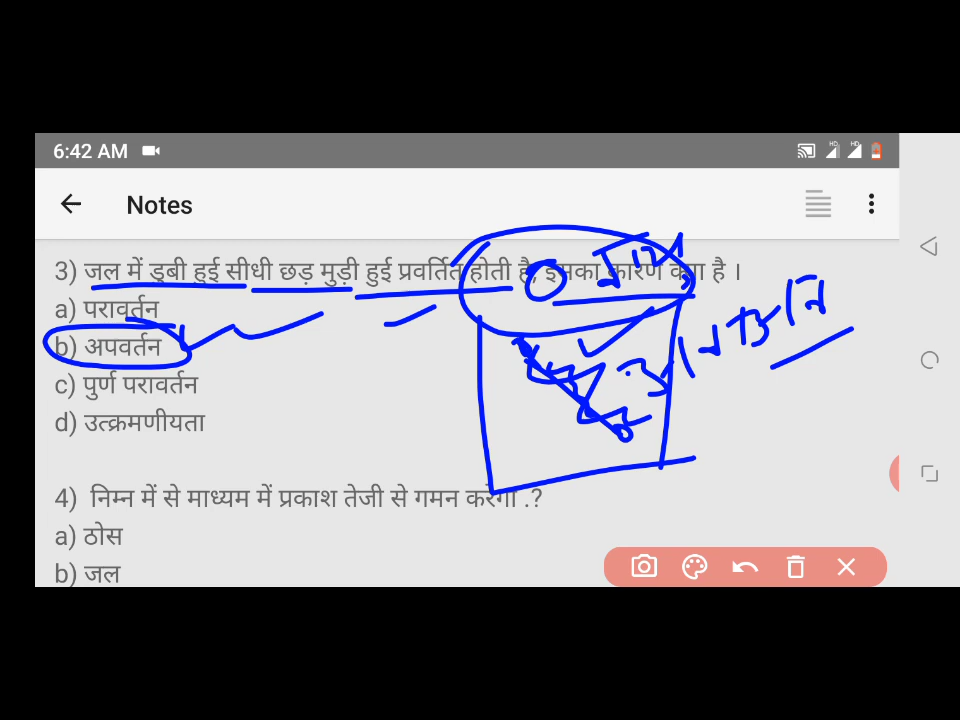 6:42 AM
Notes
3) जल में डूबी हुई सीधी छड़ मुड़ी हुई प्रवर्तित होती है, इसका कारण क्या है ।
a) परावर्तन
b) अपवर्तन
c) पुर्ण परावर्तन
d) उत्क्रमणीयता
4) निम्न में से माध्यम में प्रकाश तेजी से गमन करेगा .?
a) ठोस
b) जल